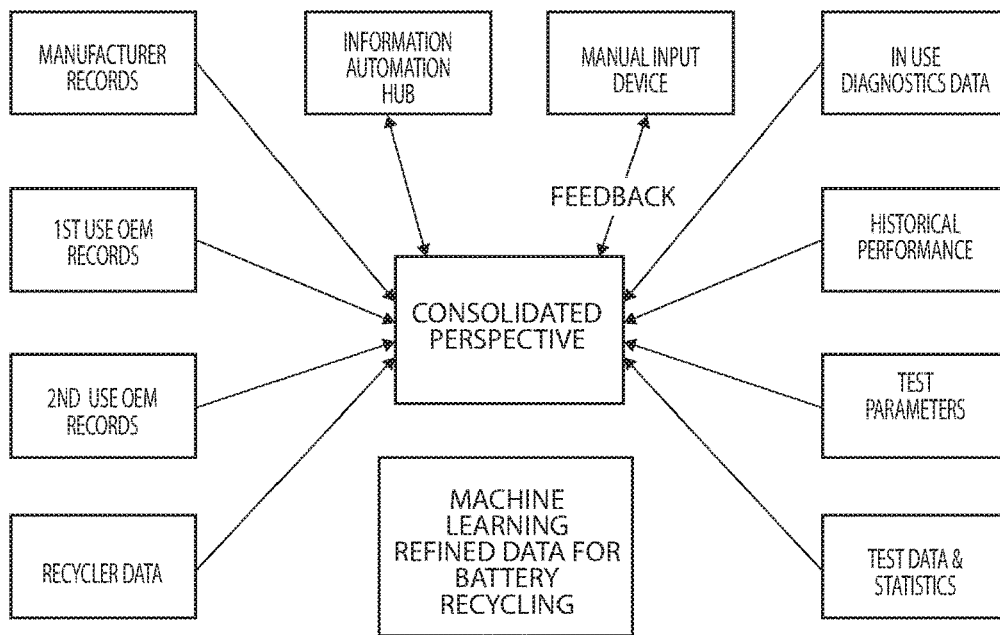 MANUFACTURER
RECORDS
INFORMATION
AUTOMATION
HUB
MANUAL INPUT
DEVICE
IN USE
DIAGNOSTICS DATA
1ST USE OEM
RECORDS
FEEDBACK
HISTORICAL
PERFORMANCE
CONSOLIDATED
PERSPECTIVE
2ND USE OEM
RECORDS
TEST
PARAMETERS
MACHINE
LEARNING
REFINED DATA FOR
BATTERY
RECYCLING
RECYCLER DATA
TEST DATA &
STATISTICS